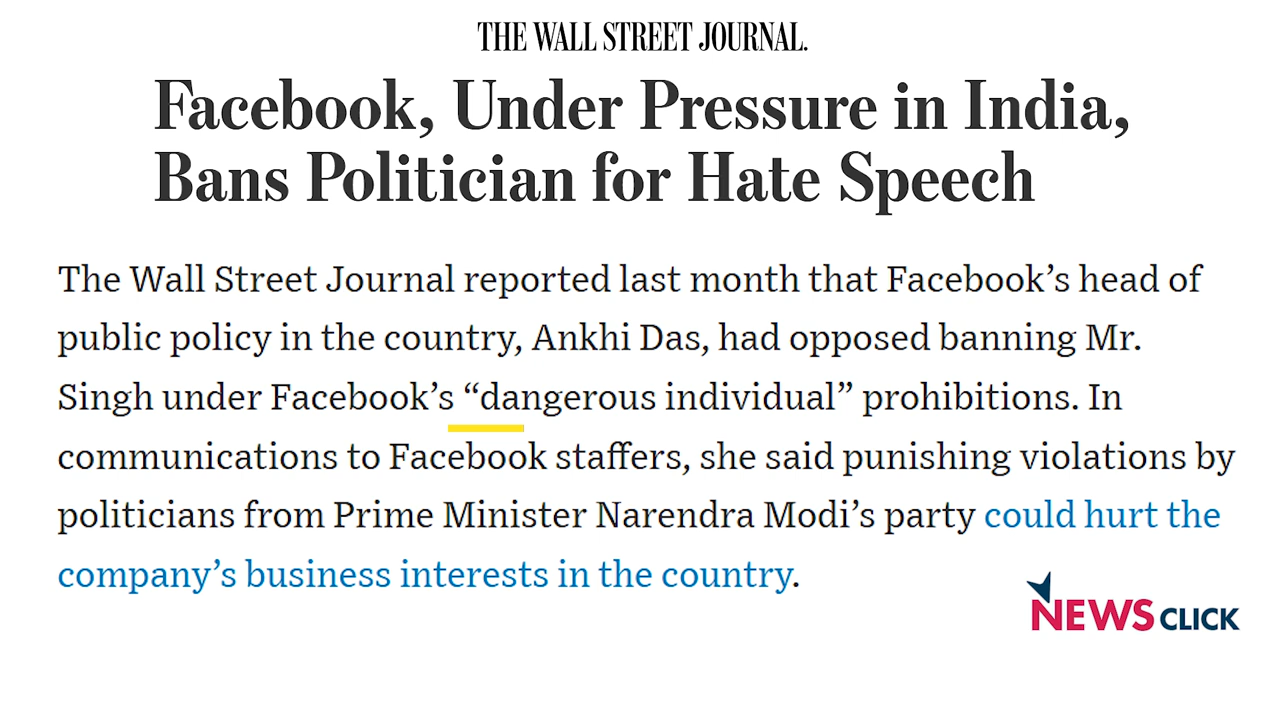 THE WALL STREET JOURNAL.
Facebook, Under Pressure in India,
Bans Politician for Hate Speech
The Wall Street Journal reported last month that Facebook’s head of
public policy in the country, Ankhi Das, had opposed banning Mr.
Singh under Facebook’s “dangerous individual” prohibitions. In
communications to Facebook staffers, she said punishing violations by
politicians from Prime Minister Narendra Modi’s party could hurt the
company’s business interests in the country.
NEWSCLICK